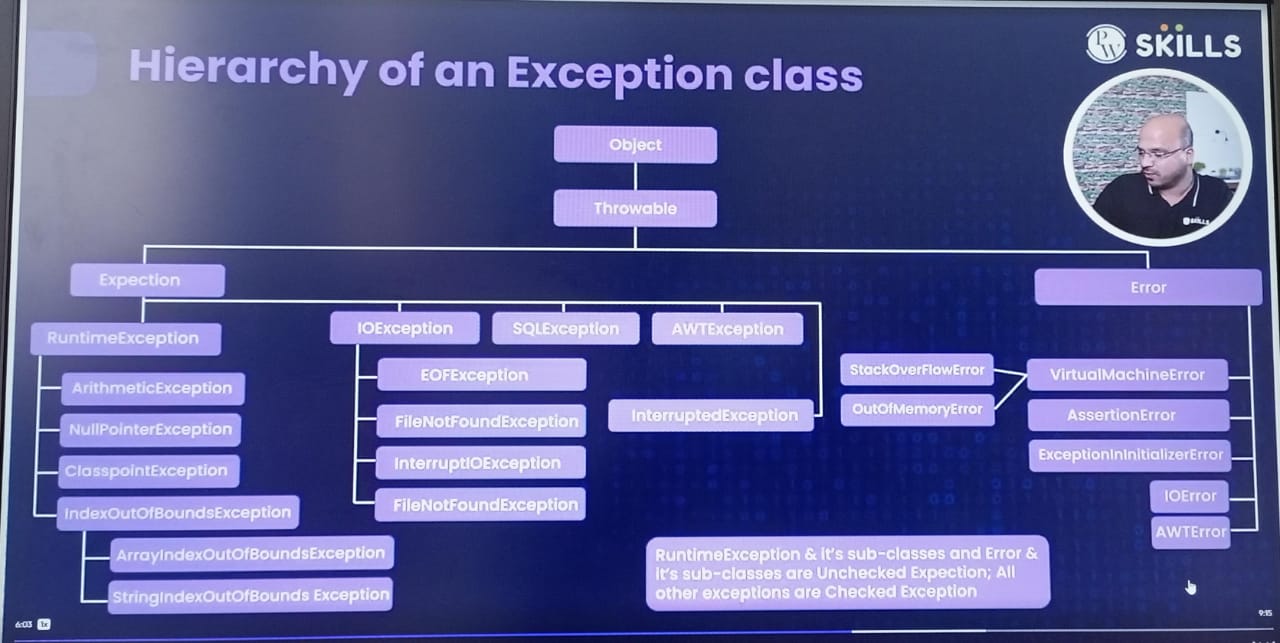 PW SKILLS
Hierarchy of an Exception class
Object
Throwable
Expection
Error
RuntimeException
IOException
SQLException
AWTException
ArithmeticException
NullPointerException
ClasspointException
IndexOutOfBoundsException
ArrayIndexOutOfBoundsException
StringIndexOutOfBounds Exception
EOFException
FileNotFoundException
InterruptIOException
FileNotFoundException
InterruptedException
StackOverFlowError
OutOfMemoryError
VirtualMachineError
AssertionError
ExceptionInInitializerError
IOError
AWTError
RuntimeException & it's sub-classes and Error &
it's sub-classes are Unchecked Expection; All
other exceptions are Checked Exception
SKILLS
6:03 1x
9:15